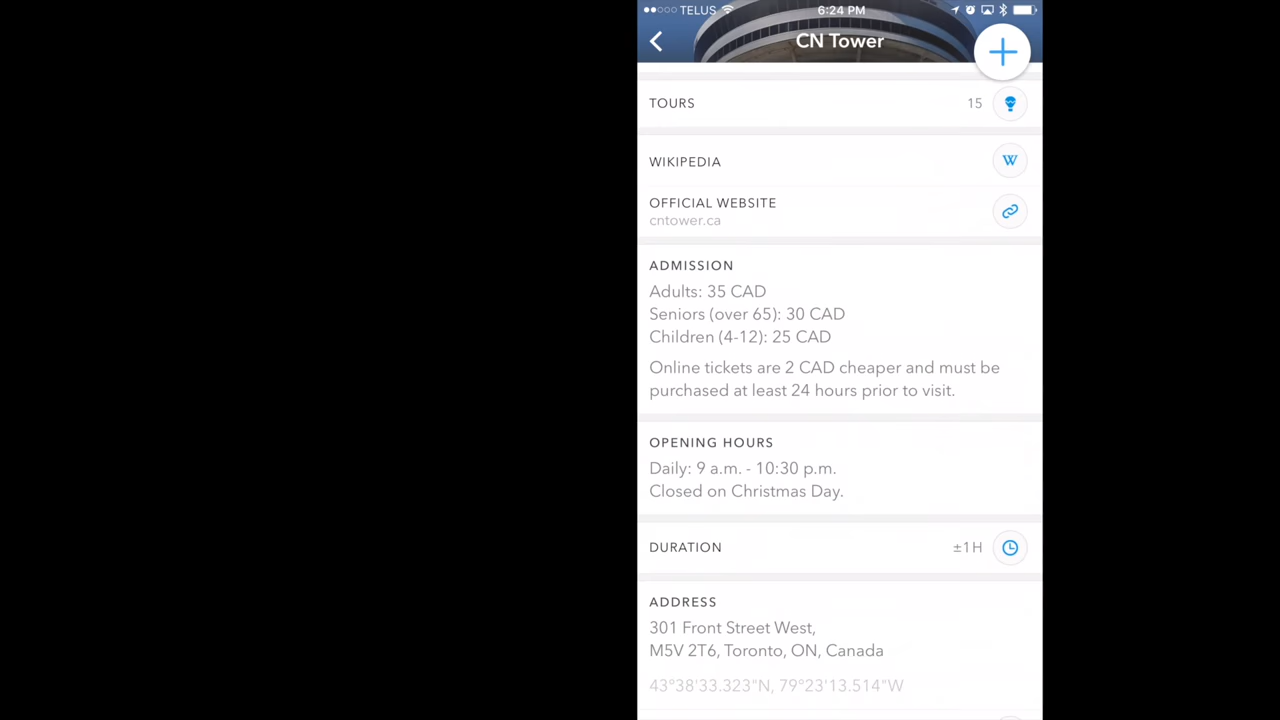 TELUS 6:24 PM
CN Tower
TOURS 15
WIKIPEDIA W
OFFICIAL WEBSITE
cntower.ca
ADMISSION
Adults: 35 CAD
Seniors (over 65): 30 CAD
Children (4-12): 25 CAD
Online tickets are 2 CAD cheaper and must be
purchased at least 24 hours prior to visit.
OPENING HOURS
Daily: 9 a.m. - 10:30 p.m.
Closed on Christmas Day.
DURATION ±1H
ADDRESS
301 Front Street West,
M5V 2T6, Toronto, ON, Canada
43°38'33.323"N, 79°23'13.514"W